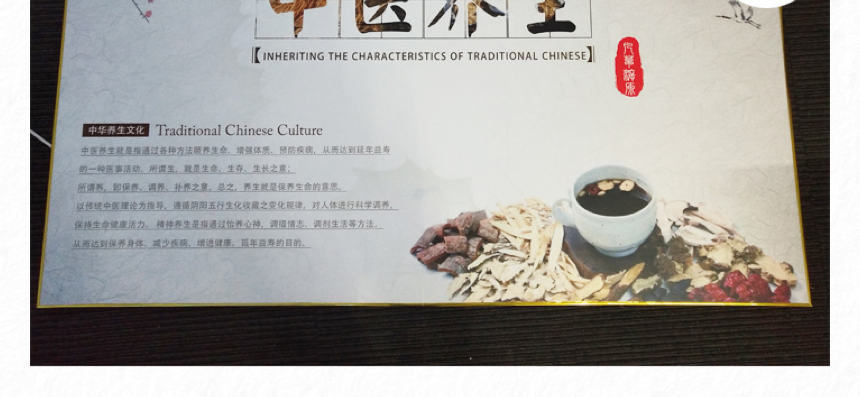 中医养生
【INHERITING THE CHARACTERISTICS OF TRADITIONAL CHINESE】
中华养生文化 Traditional Chinese Culture
中医养生就是指通过各种方法颐养生命、增强体质、预防疾病，从而达到延年益寿
的一种医事活动。所谓生，就是生命、生存、生长之意；
所谓养，即保养、调养、补养之意。总之，养生就是保养生命的意思。
以传统中医理论为指导，遵循阴阳五行生化收藏之变化规律，对人体进行科学调养，
保持生命健康活力。精神养生是指通过怡养心神，调摄情志、调剂生活等方法，
从而达到保养身体、减少疾病、增进健康、延年益寿的目的。